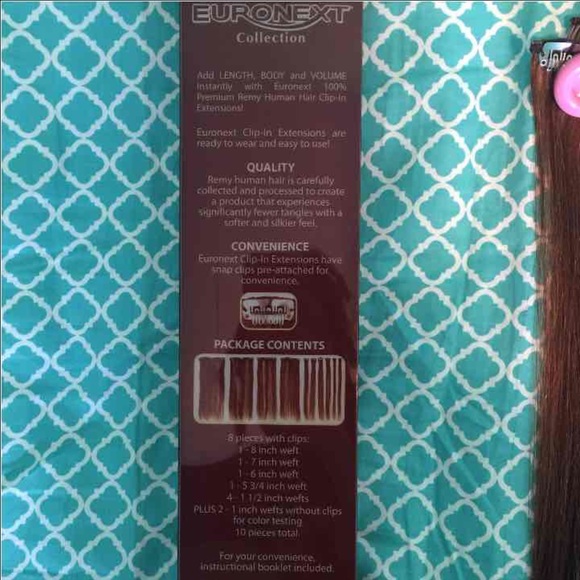 EURONEXT
Collection
Add LENGTH, BODY and VOLUME
instantly with Euronext 100%
Premium Remy Human Hair Clip-In
Extensions!
Euronext Clip-In Extensions are
ready to wear and easy to use!
QUALITY
Remy human hair is carefully
collected and processed to create
a product that experiences
significantly fewer tangles with a
softer and silkier feel.
CONVENIENCE
Euronext Clip-In Extensions have
snap clips pre-attached for
convenience.
PACKAGE CONTENTS
8 pieces with clips:
1 - 8 inch weft
1 - 7 inch weft
1 - 6 inch weft
1 - 5 3/4 inch weft
4 - 1 1/2 inch wefts
PLUS 2 - 1 inch wefts without clips
for color testing
10 pieces total.
For your convenience,
instructional booklet included.